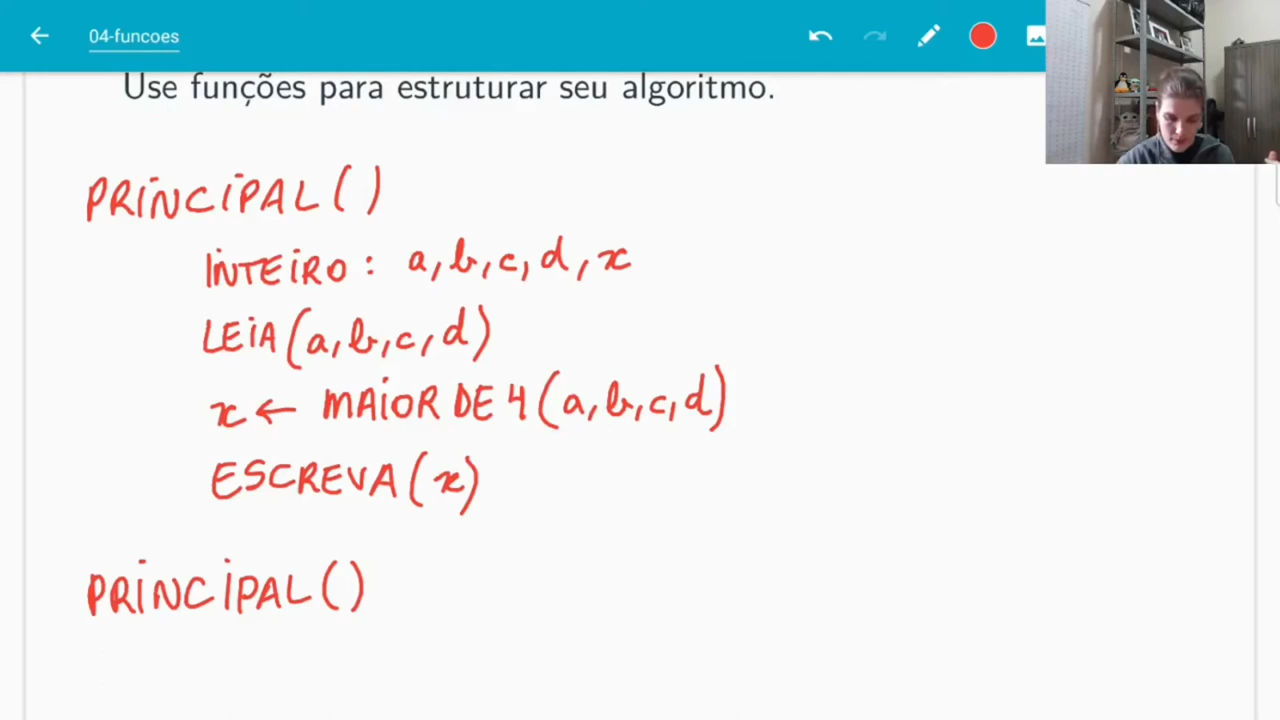 04-funcoes
Use funções para estruturar seu algoritmo.
PRINCIPAL()
INTEIRO: a, b, c, d, x
LEIA(a, b, c, d)
x ← MAIOR DE 4(a, b, c, d)
ESCREVA(x)
PRINCIPAL()